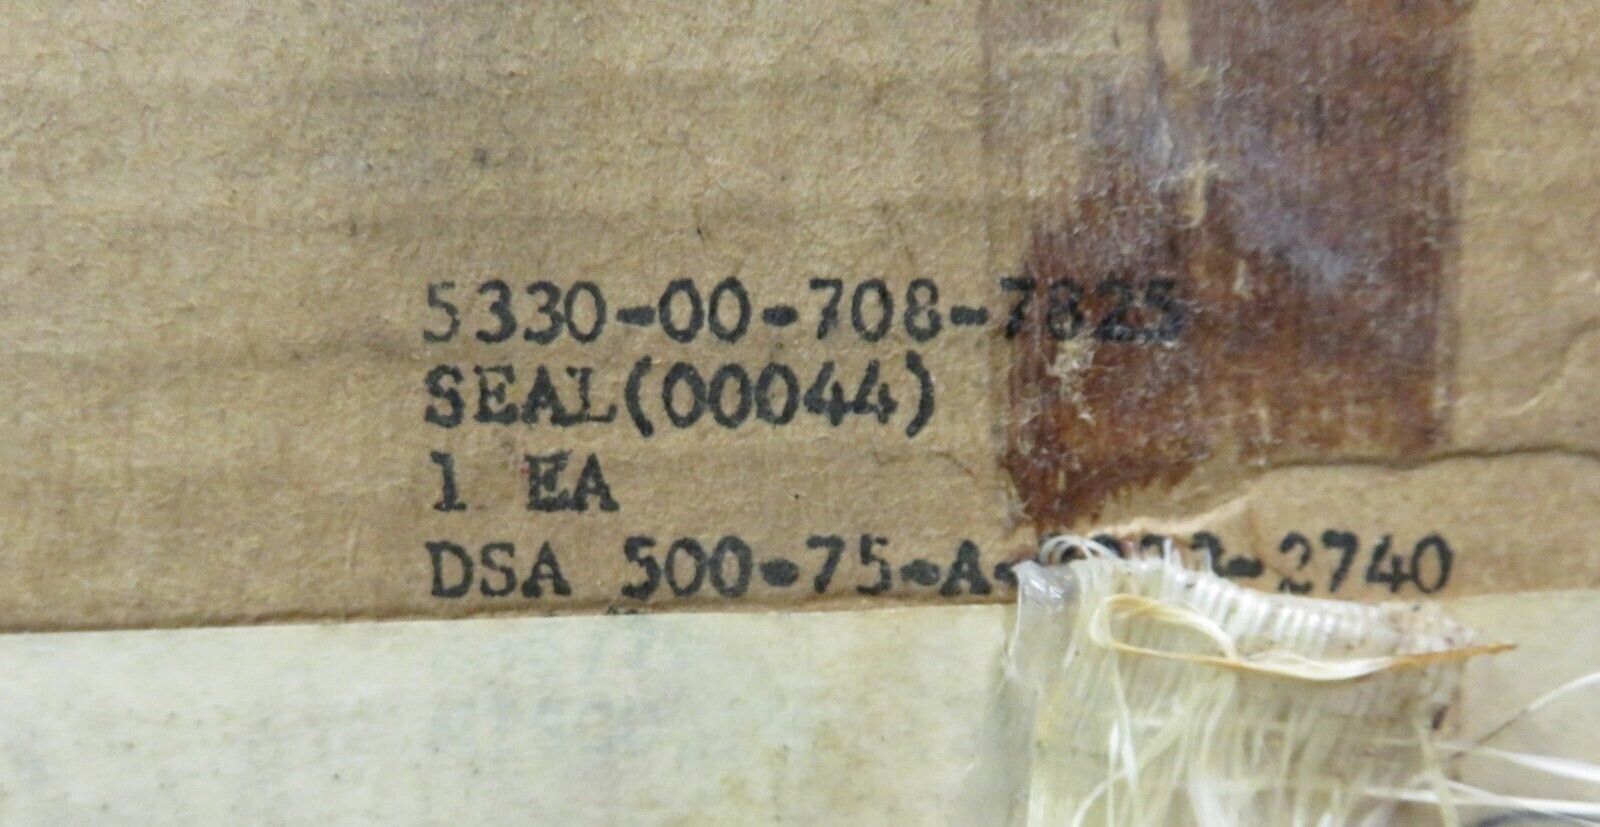 5330-00-708-7825
SEAL(00044)
1 EA
DSA 500-75-A-
-2740